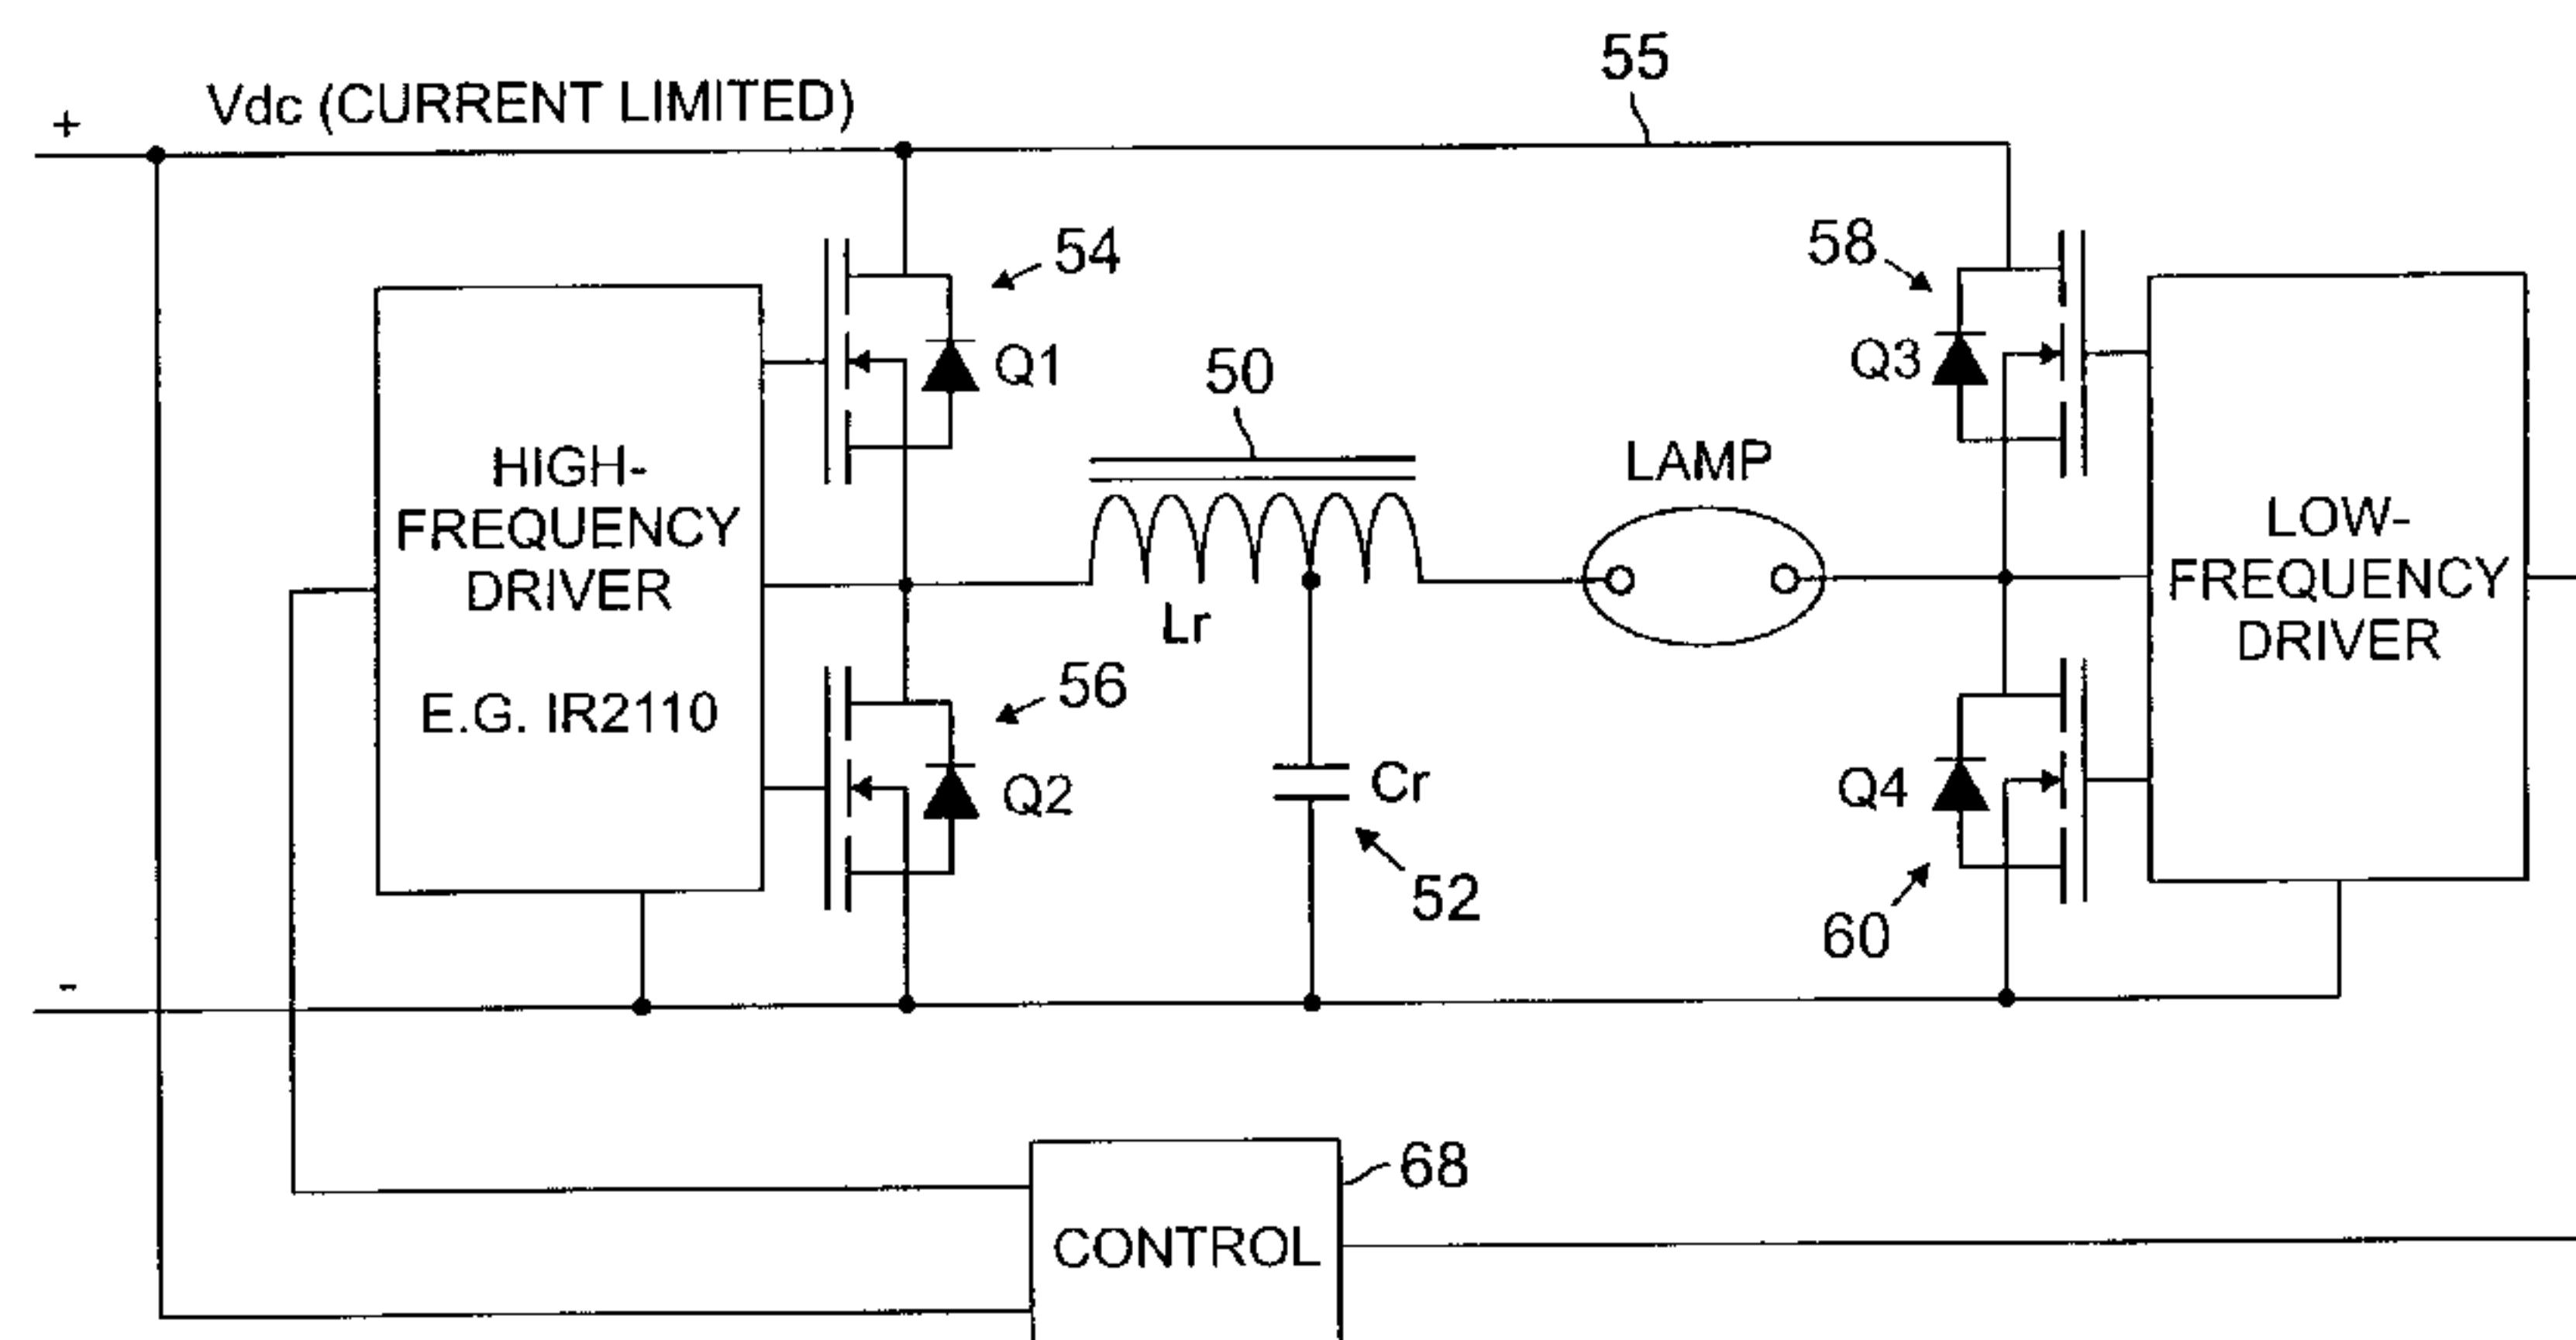 55
Vdc (CURRENT LIMITED)
+
54
58
Q1
50
Q3
LAMP
HIGH-
FREQUENCY
DRIVER
E.G. IR2110
Lr
LOW-
FREQUENCY
DRIVER
56
Q2
Cr
Q4
52
60
-
68
CONTROL